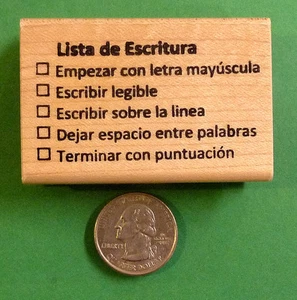 Lista de Escritura
Empezar con letra mayúscula
Escribir legible
Escribir sobre la linea
Dejar espacio entre palabras
Terminar con puntuación
LIBERTY